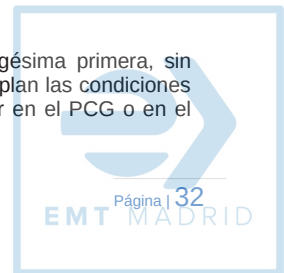 gésima primera, sin
plan las condiciones
r en el PCG o en el
Página | 32
EMT MADRID